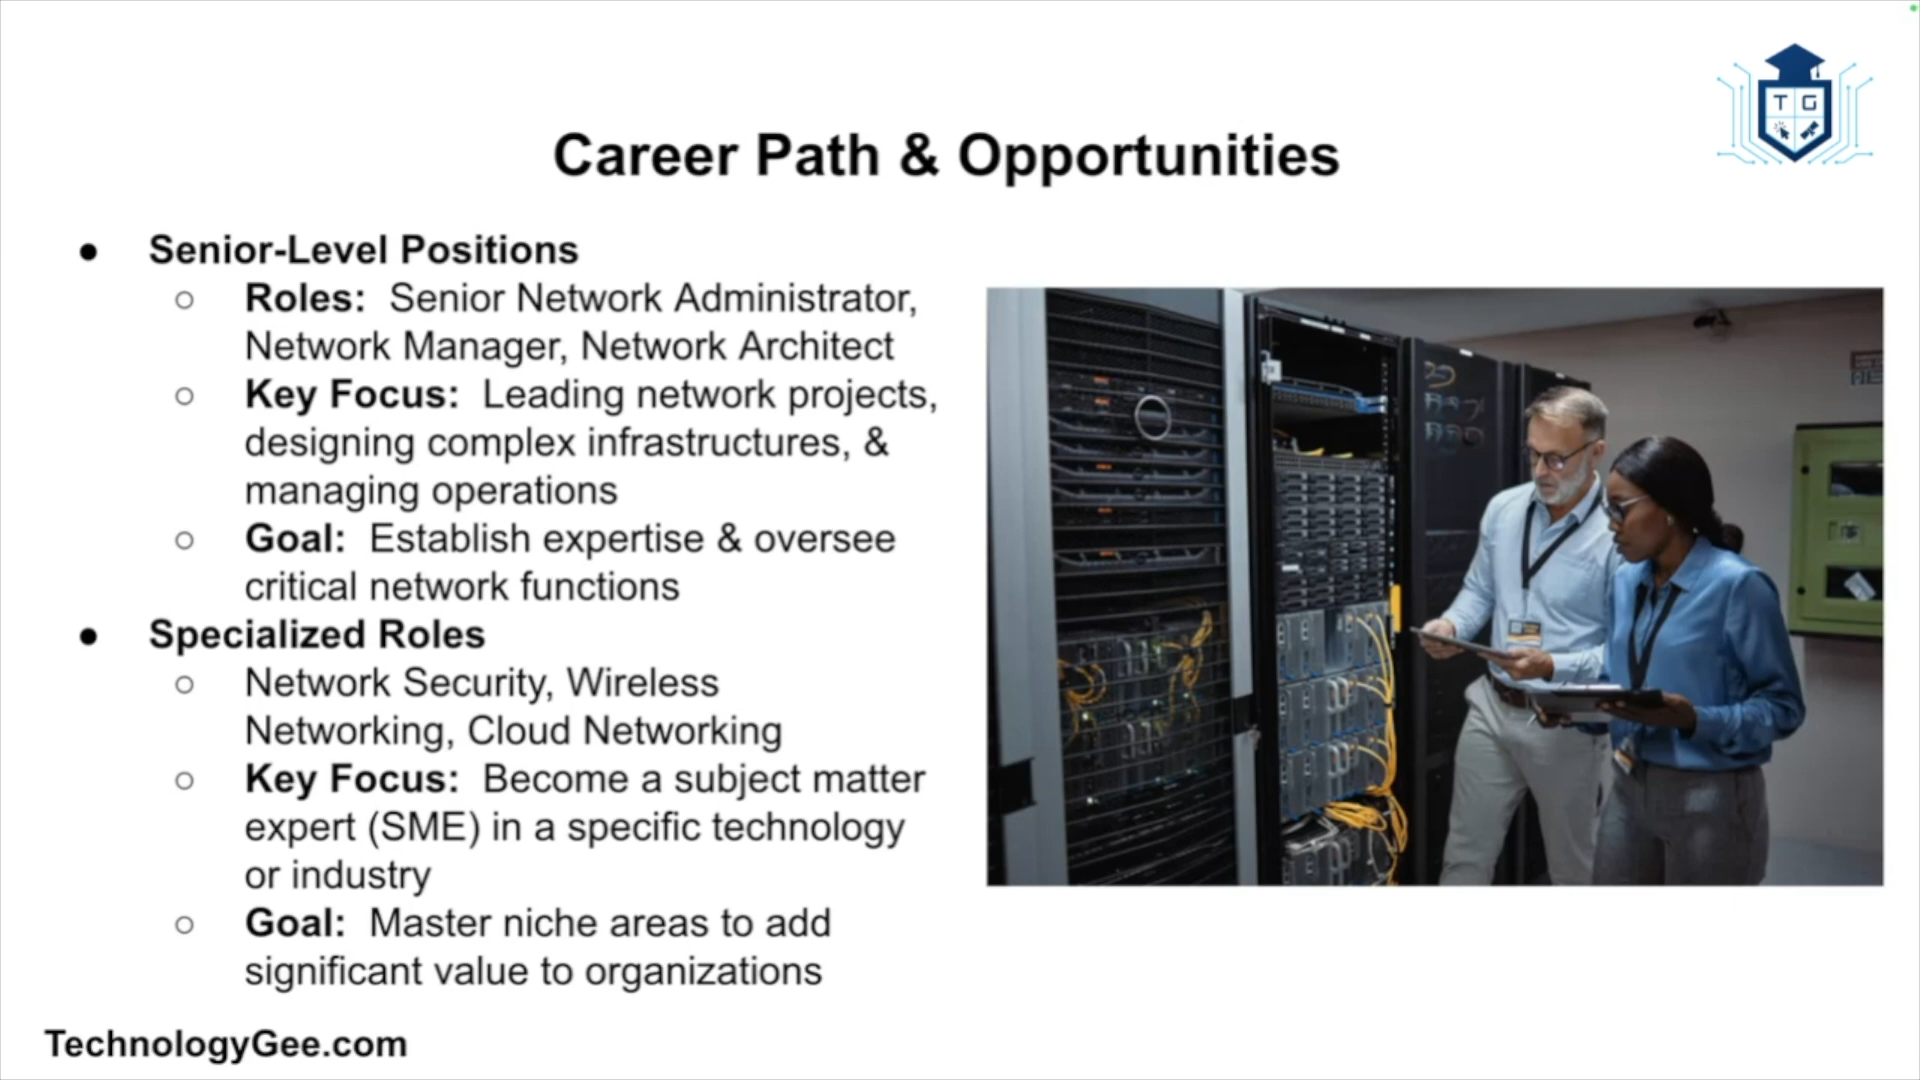 T G
Career Path & Opportunities
● Senior-Level Positions
○ Roles: Senior Network Administrator,
Network Manager, Network Architect
○ Key Focus: Leading network projects,
designing complex infrastructures, &
managing operations
○ Goal: Establish expertise & oversee
critical network functions
● Specialized Roles
○ Network Security, Wireless
Networking, Cloud Networking
○ Key Focus: Become a subject matter
expert (SME) in a specific technology
or industry
○ Goal: Master niche areas to add
significant value to organizations
TechnologyGee.com